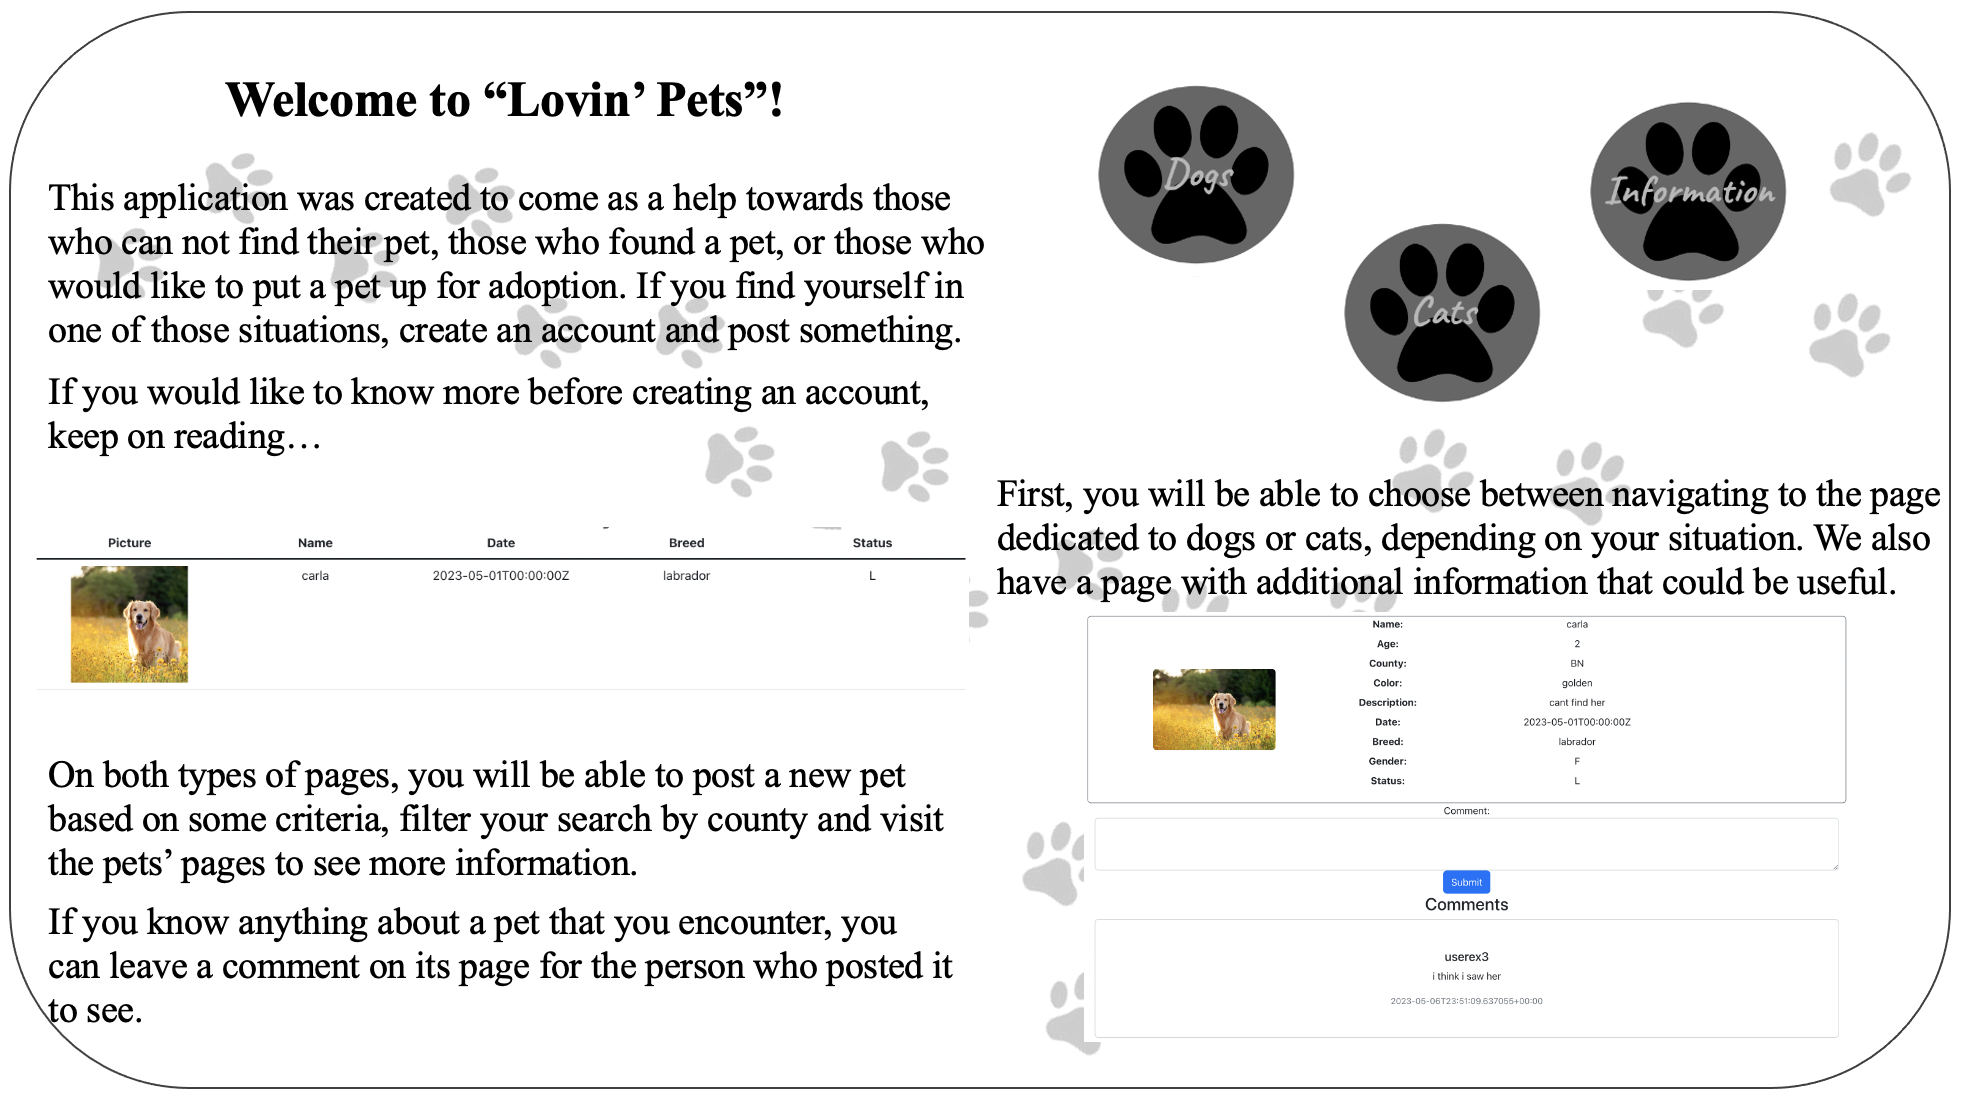 Welcome to “Lovin’ Pets”!
This application was created to come as a help towards those
who can not find their pet, those who found a pet, or those who
would like to put a pet up for adoption. If you find yourself in
one of those situations, create an account and post something.
If you would like to know more before creating an account,
keep on reading…
Dogs
Cats
Information
First, you will be able to choose between navigating to the page
dedicated to dogs or cats, depending on your situation. We also
have a page with additional information that could be useful.
Picture Name Date Breed Status
carla 2023-05-01T00:00:00Z labrador L
On both types of pages, you will be able to post a new pet
based on some criteria, filter your search by county and visit
the pets’ pages to see more information.
If you know anything about a pet that you encounter, you
can leave a comment on its page for the person who posted it
to see.
Name: carla
Age: 2
County: BN
Color: golden
Description: cant find her
Date: 2023-05-01T00:00:00Z
Breed: labrador
Gender: F
Status: L
Comment:
Submit
Comments
userex3
i think i saw her
2023-05-06T23:51:09.637055+00:00